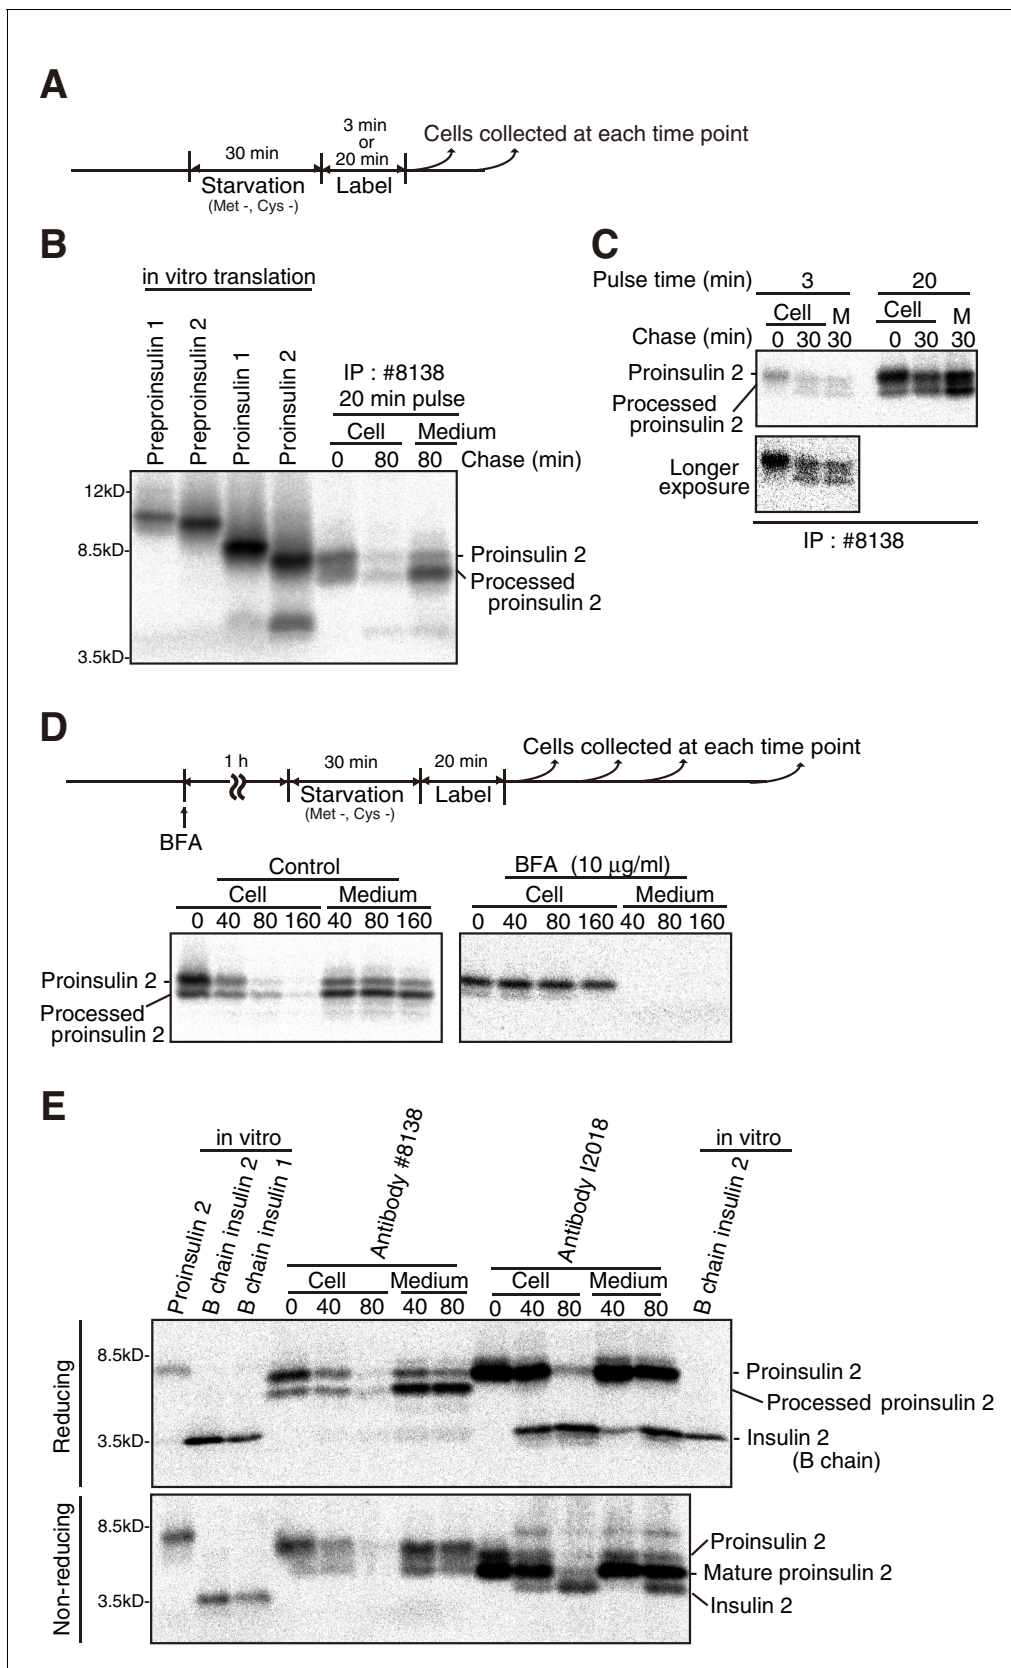 A
30 min
3 min
or
20 min
Cells collected at each time point
Starvation
Label
(Met -, Cys -)
B
in vitro translation
Preproinsulin 1
Preproinsulin 2
Proinsulin 1
Proinsulin 2
IP : #8138
20 min pulse
Cell
Medium
0 80 80 Chase (min)
12kD-
8.5kD-
3.5kD-
Proinsulin 2
Processed
proinsulin 2
C
Pulse time (min) 3 20
Cell M Cell M
Chase (min) 0 30 30 0 30 30
Proinsulin 2
Processed
proinsulin 2
Longer
exposure
IP : #8138
D
1 h
30 min
20 min
Cells collected at each time point
Starvation
Label
(Met -, Cys -)
BFA
Control
Cell Medium
0 40 80 160 40 80 160
BFA (10 µg/ml)
Cell Medium
0 40 80 160 40 80 160
Proinsulin 2
Processed
proinsulin 2
E
in vitro
Proinsulin 2
B chain insulin 2
B chain insulin 1
Antibody #8138
Cell Medium
0 40 80 40 80
Antibody I2018
Cell Medium
0 40 80 40 80
in vitro
B chain insulin 2
Reducing
8.5kD-
3.5kD-
Proinsulin 2
Processed proinsulin 2
Insulin 2
(B chain)
Non-reducing
8.5kD-
3.5kD-
Proinsulin 2
Mature proinsulin 2
Insulin 2